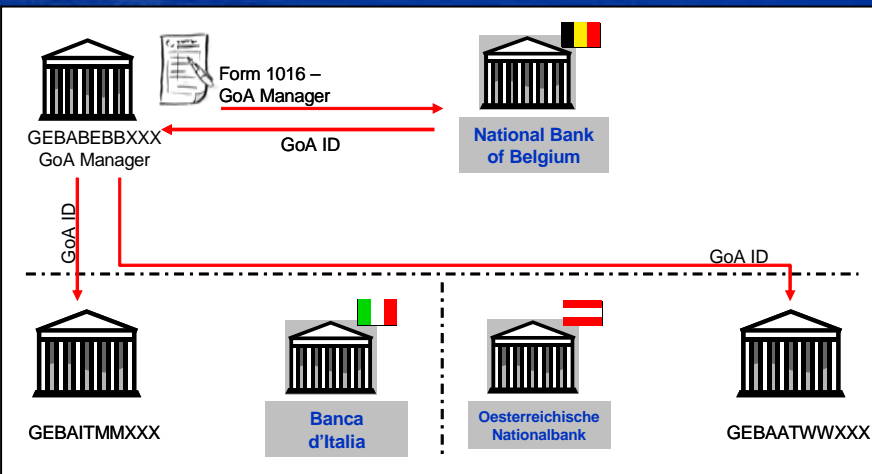 Form 1016 –
GoA Manager
GEBABEBBXXX
GoA Manager
GoA ID
National Bank
of Belgium
GoA ID
GoA ID
GEBAITMMXXX
Banca
d'Italia
Oesterreichische
Nationalbank
GEBAATWWXXX